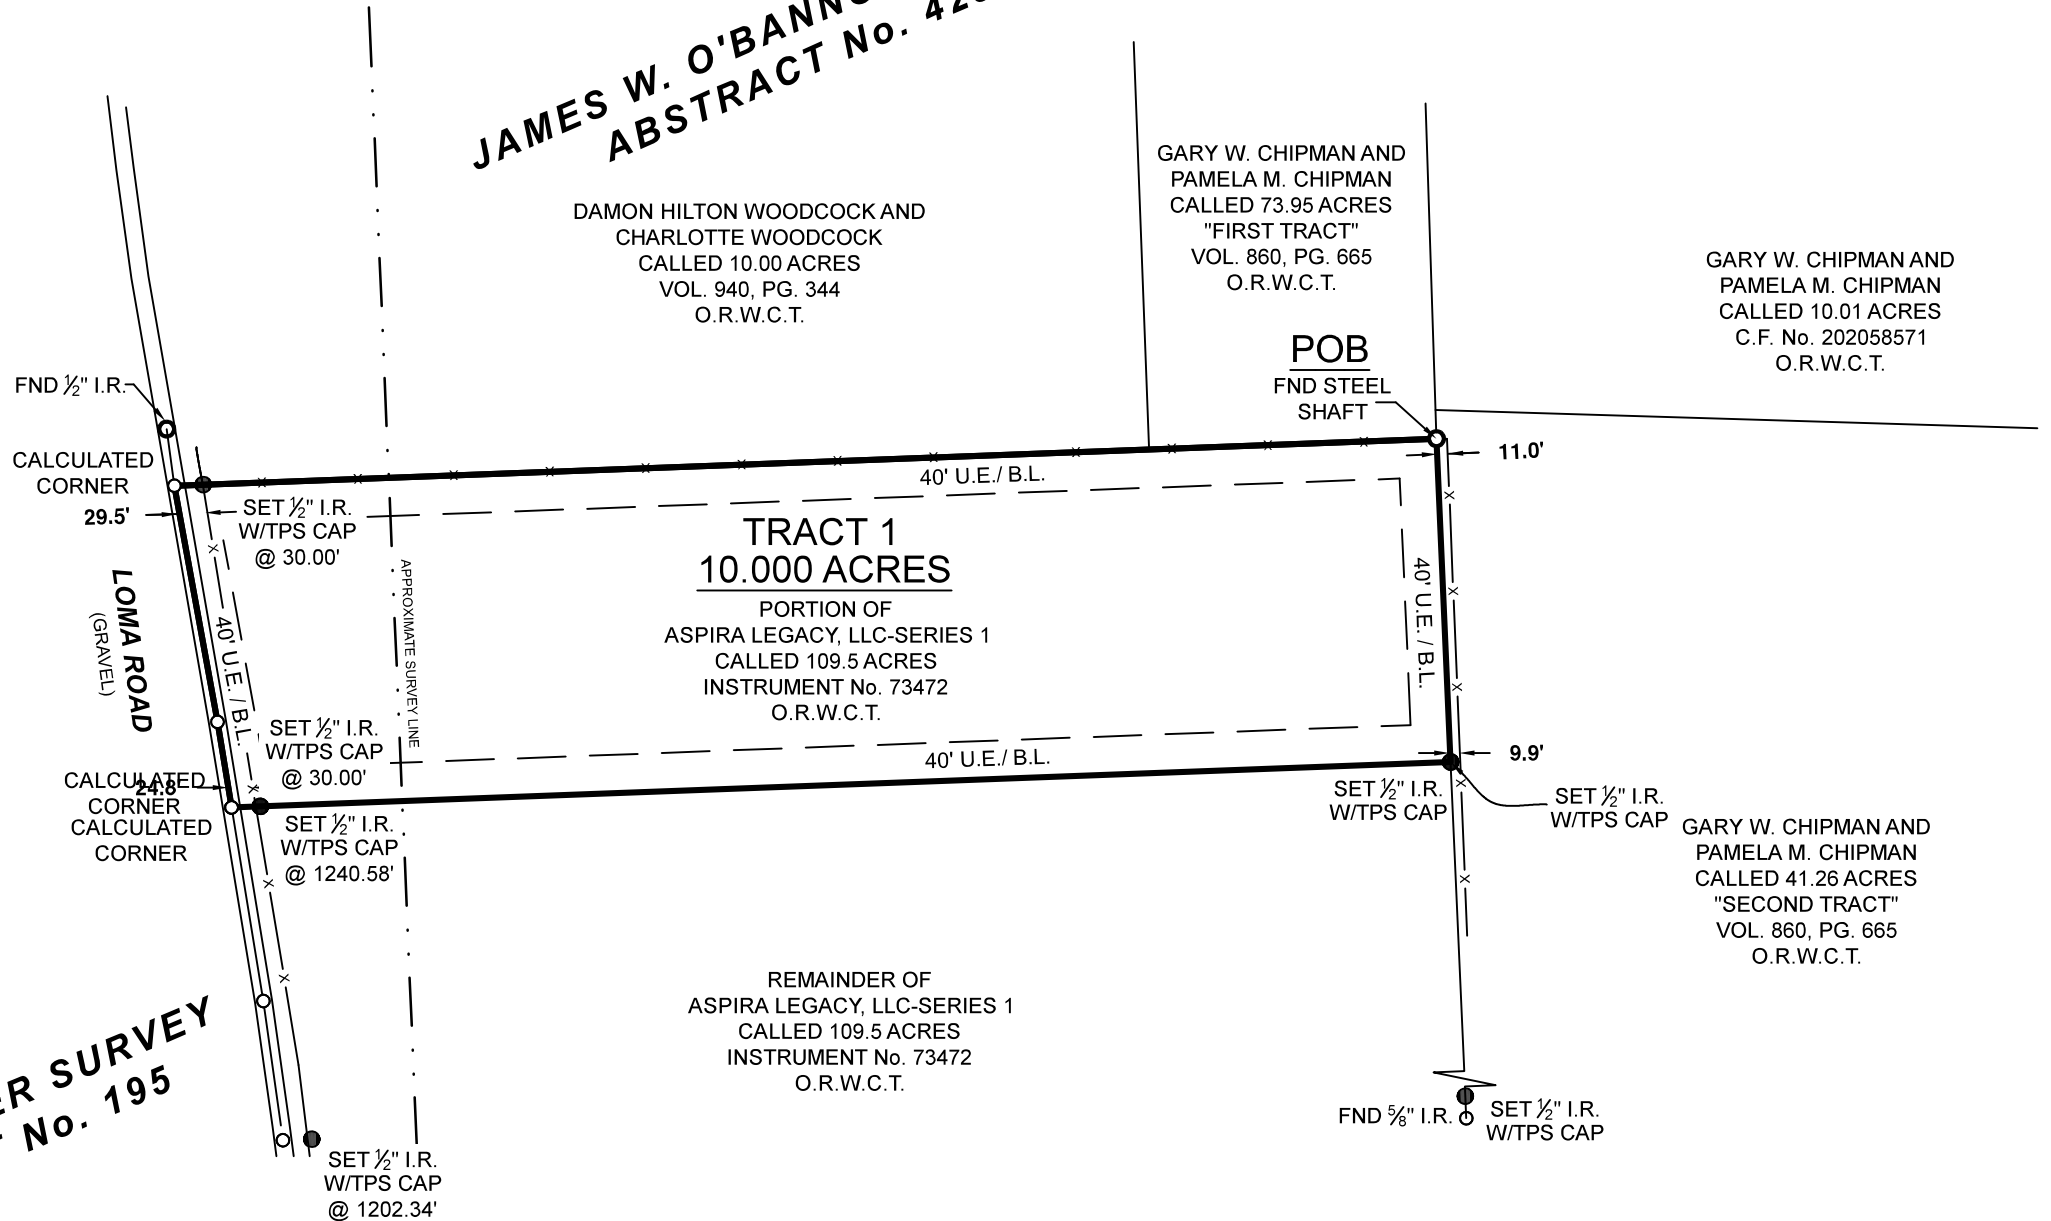 JAMES W. O'BANN
ABSTRACT No. 42
DAMON HILTON WOODCOCK AND
CHARLOTTE WOODCOCK
CALLED 10.00 ACRES
VOL. 940, PG. 344
O.R.W.C.T.
GARY W. CHIPMAN AND
PAMELA M. CHIPMAN
CALLED 73.95 ACRES
"FIRST TRACT"
VOL. 860, PG. 665
O.R.W.C.T.
GARY W. CHIPMAN AND
PAMELA M. CHIPMAN
CALLED 10.01 ACRES
C.F. No. 202058571
O.R.W.C.T.
POB
FND STEEL
SHAFT
11.0'
FND ½" I.R.
CALCULATED
CORNER
29.5'
SET ½" I.R.
W/TPS CAP
@ 30.00'
40' U.E./ B.L.
TRACT 1
10.000 ACRES
PORTION OF
ASPIRA LEGACY, LLC-SERIES 1
CALLED 109.5 ACRES
INSTRUMENT No. 73472
O.R.W.C.T.
APPROXIMATE SURVEY LINE
40' U.E. / B.L.
LOMA ROAD
(GRAVEL)
40' U.E. / B.L.
SET ½" I.R.
W/TPS CAP
@ 30.00'
40' U.E./ B.L.
9.9'
CALCULATED
CORNER
24.8
CALCULATED
CORNER
SET ½" I.R.
W/TPS CAP
@ 1240.58'
SET ½" I.R.
W/TPS CAP
SET ½" I.R.
W/TPS CAP
GARY W. CHIPMAN AND
PAMELA M. CHIPMAN
CALLED 41.26 ACRES
"SECOND TRACT"
VOL. 860, PG. 665
O.R.W.C.T.
REMAINDER OF
ASPIRA LEGACY, LLC-SERIES 1
CALLED 109.5 ACRES
INSTRUMENT No. 73472
O.R.W.C.T.
ER SURVEY
No. 195
FND ⅝" I.R.
SET ½" I.R.
W/TPS CAP
SET ½" I.R.
W/TPS CAP
@ 1202.34'